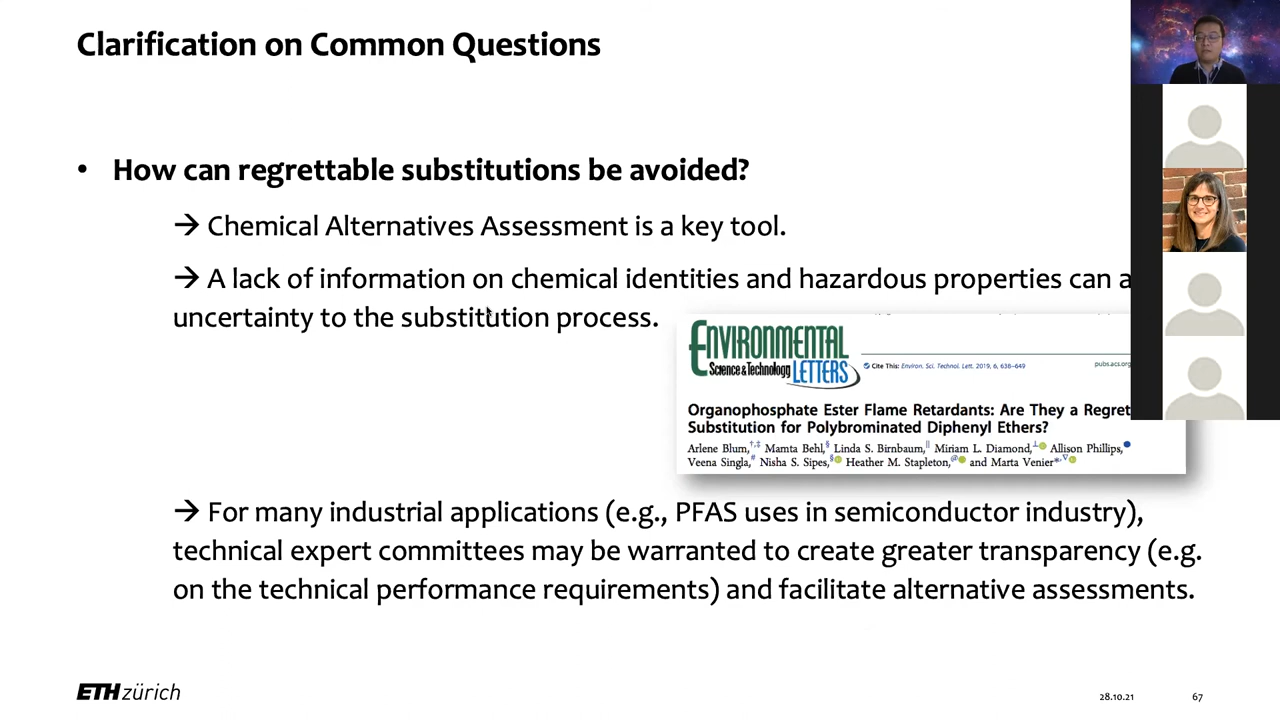 Clarification on Common Questions
• How can regrettable substitutions be avoided?
→ Chemical Alternatives Assessment is a key tool.
→ A lack of information on chemical identities and hazardous properties can a
uncertainty to the substitution process.
ENVIRONMENTAL
Science & Technology LETTERS
Cite This: Environ. Sci. Technol. Lett. 2019, 6, 638−649
pubs.acs.org
Organophosphate Ester Flame Retardants: Are They a Regret
Substitution for Polybrominated Diphenyl Ethers?
Arlene Blum,†,‡ Mamta Behl,§ Linda S. Birnbaum,|| Miriam L. Diamond,⊥ Allison Phillips,
Veena Singla,# Nisha S. Sipes,§ Heather M. Stapleton,@ and Marta Venier*,∇
→ For many industrial applications (e.g., PFAS uses in semiconductor industry),
technical expert committees may be warranted to create greater transparency (e.g.
on the technical performance requirements) and facilitate alternative assessments.
ETH zürich
28.10.21
67